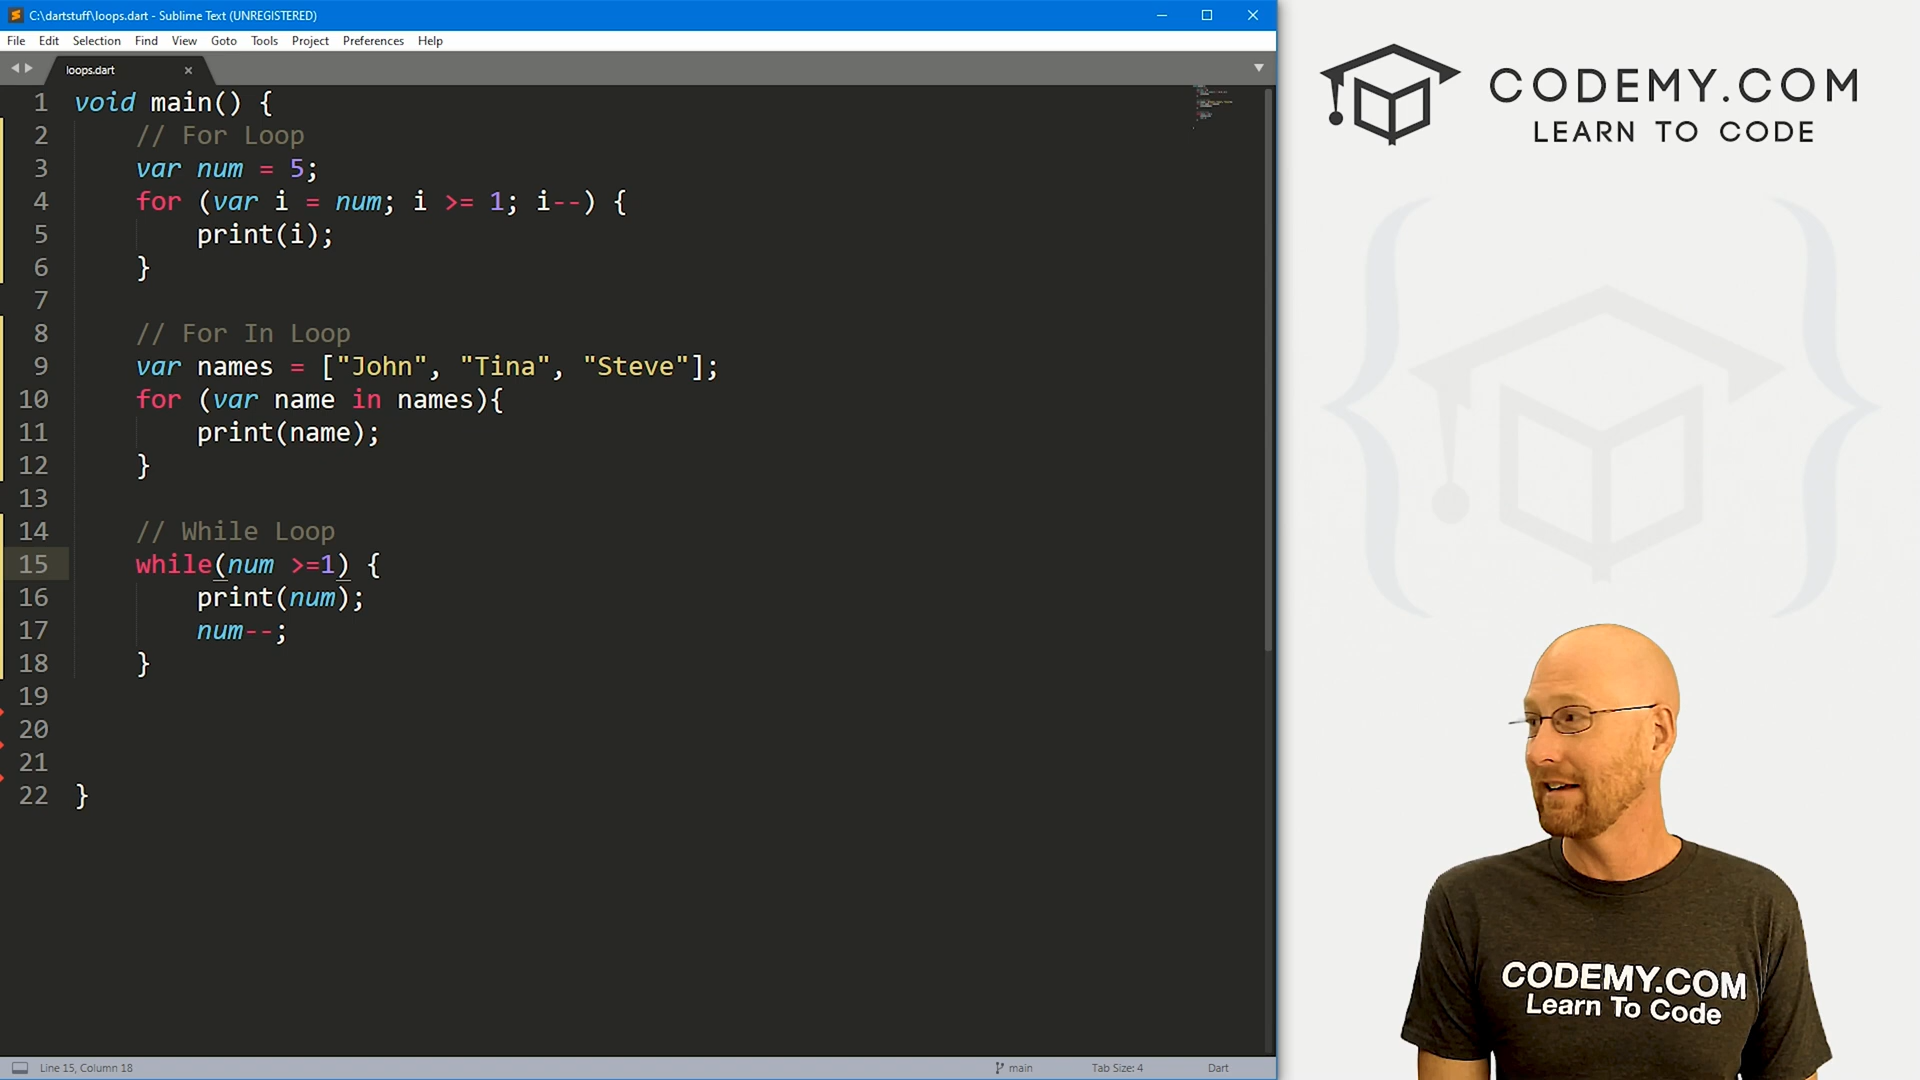 C:\dartstuff\loops.dart - Sublime Text (UNREGISTERED)
File Edit Selection Find View Goto Tools Project Preferences Help
loops.dart
1 void main() {
2 // For Loop
3 var num = 5;
4 for (var i = num; i >= 1; i--) {
5 print(i);
6 }
7
8 // For In Loop
9 var names = ["John", "Tina", "Steve"];
10 for (var name in names){
11 print(name);
12 }
13
14 // While Loop
15 while(num >=1) {
16 print(num);
17 num--;
18 }
19
20
21
22 }
Line 15, Column 18 main Tab Size: 4 Dart
CODEMY.COM
LEARN TO CODE
CODEMY.COM
Learn To Code